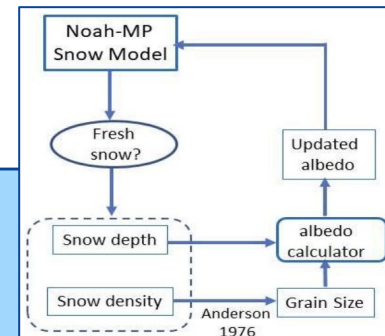 Noah-MP
Snow Model
Fresh
snow?
Updated
albedo
Snow depth
albedo
calculator
Snow density
Anderson
1976
Grain Size